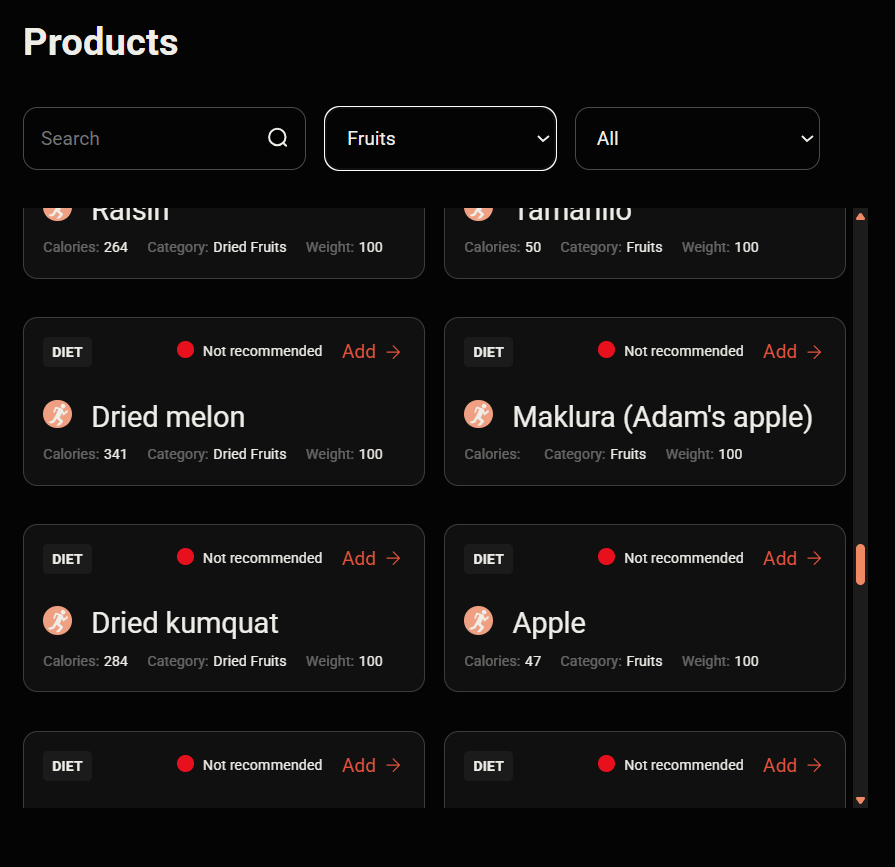 Products
Search
Fruits
All
Raisin
Calories: 264 Category: Dried Fruits Weight: 100
Tamarillo
Calories: 50 Category: Fruits Weight: 100
DIET Not recommended Add
Dried melon
Calories: 341 Category: Dried Fruits Weight: 100
DIET Not recommended Add
Maklura (Adam's apple)
Calories: Category: Fruits Weight: 100
DIET Not recommended Add
Dried kumquat
Calories: 284 Category: Dried Fruits Weight: 100
DIET Not recommended Add
Apple
Calories: 47 Category: Fruits Weight: 100
DIET Not recommended Add
DIET Not recommended Add